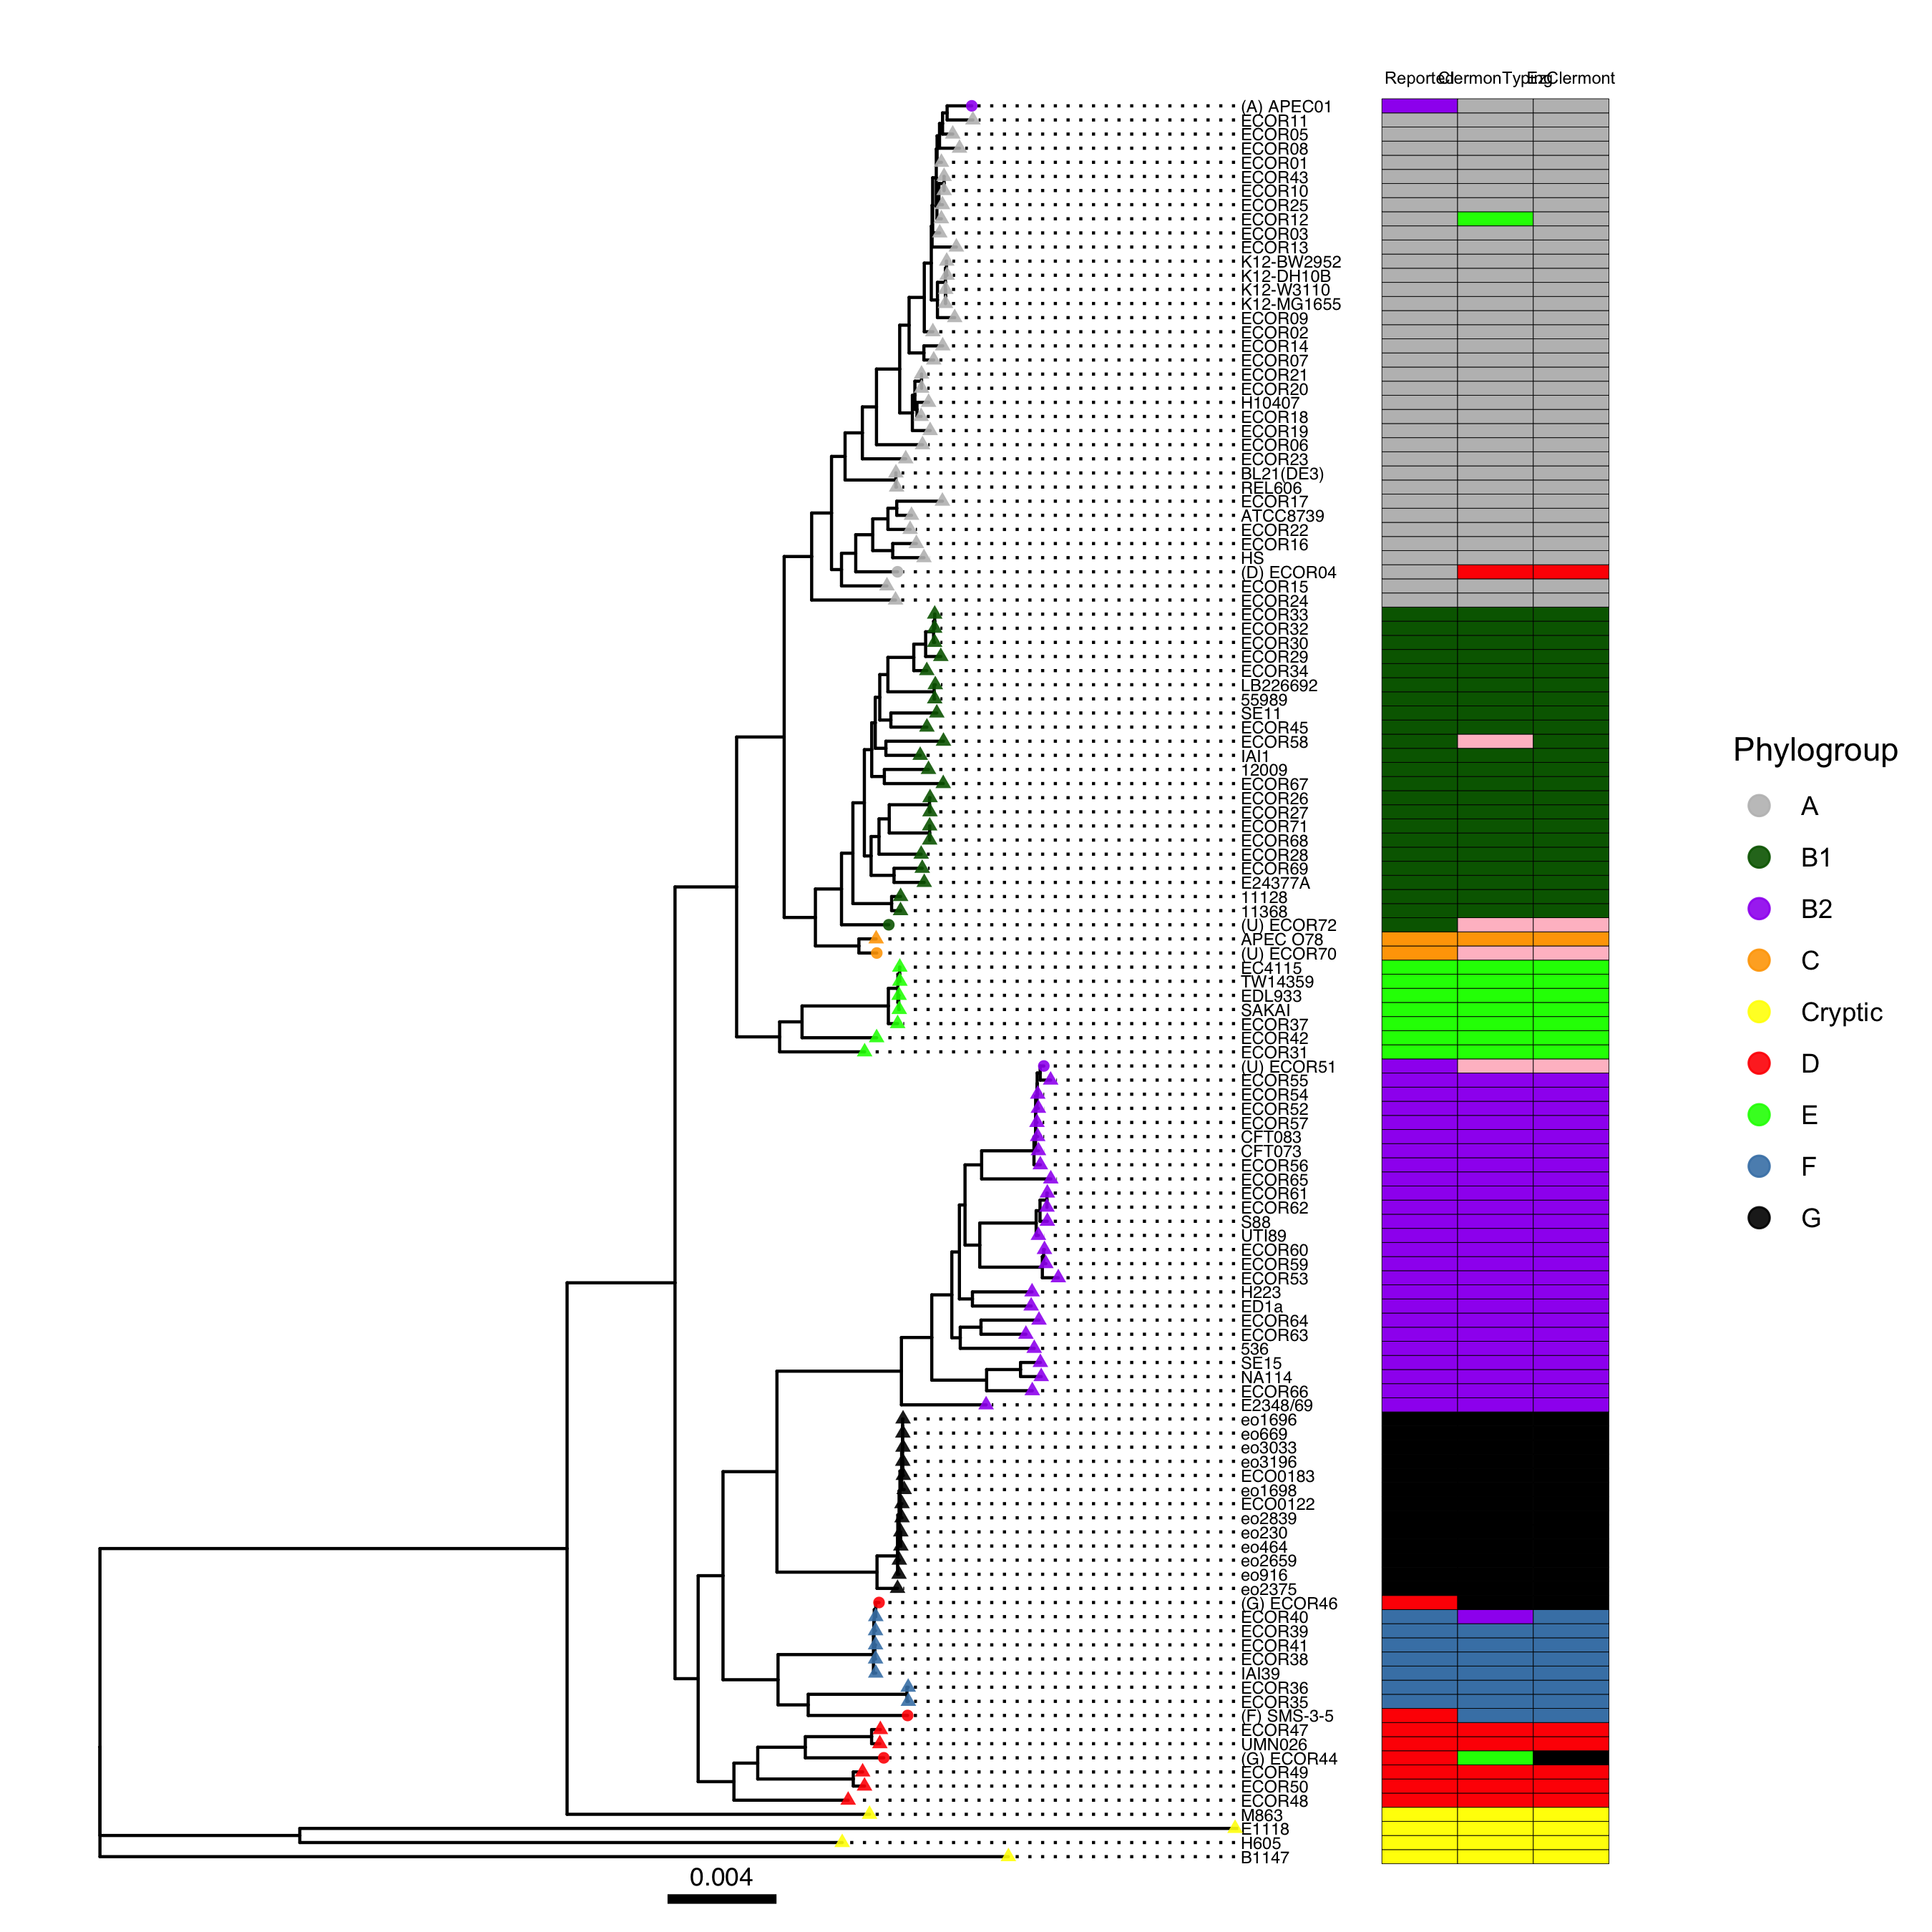 Reported ClermonTyping EzClermont
(A) APEC01
ECOR11
ECOR05
ECOR08
ECOR01
ECOR43
ECOR10
ECOR25
ECOR12
ECOR03
ECOR13
K12-BW2952
K12-DH10B
K12-W3110
K12-MG1655
ECOR09
ECOR02
ECOR14
ECOR07
ECOR21
ECOR20
H10407
ECOR18
ECOR19
ECOR06
ECOR23
BL21(DE3)
REL606
ECOR17
ATCC8739
ECOR22
ECOR16
HS
(D) ECOR04
ECOR15
ECOR24
ECOR33
ECOR32
ECOR30
ECOR29
ECOR34
LB226692
55989
SE11
ECOR45
ECOR58
IAI1
12009
ECOR67
ECOR26
ECOR27
ECOR71
ECOR68
ECOR28
ECOR69
E24377A
11128
11368
(U) ECOR72
APEC O78
(U) ECOR70
EC4115
TW14359
EDL933
SAKAI
ECOR37
ECOR42
ECOR31
(U) ECOR51
ECOR55
ECOR54
ECOR52
ECOR57
CFT083
CFT073
ECOR56
ECOR65
ECOR61
ECOR62
S88
UTI89
ECOR60
ECOR59
ECOR53
H223
ED1a
ECOR64
ECOR63
536
SE15
NA114
ECOR66
E2348/69
eo1696
eo669
eo3033
eo3196
ECO0183
eo1698
ECO0122
eo2839
eo230
eo464
eo2659
eo916
eo2375
(G) ECOR46
ECOR40
ECOR39
ECOR41
ECOR38
IAI39
ECOR36
ECOR35
(F) SMS-3-5
ECOR47
UMN026
(G) ECOR44
ECOR49
ECOR50
ECOR48
M863
E1118
H605
B1147
0.004
Phylogroup
A
B1
B2
C
Cryptic
D
E
F
G